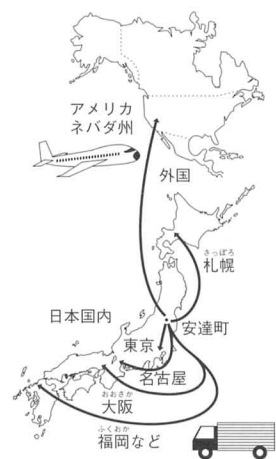 アメリカ
ネバダ州
外国
さっぽろ
札幌
日本国内
安達町
東京
名古屋
おおさか
大阪
ふくおか
福岡など